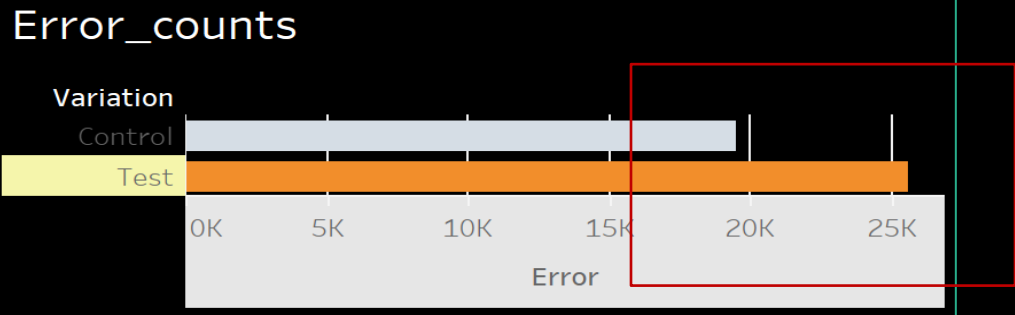 Error_counts
Variation
Control
Test
0K 5K 10K 15K 20K 25K
Error